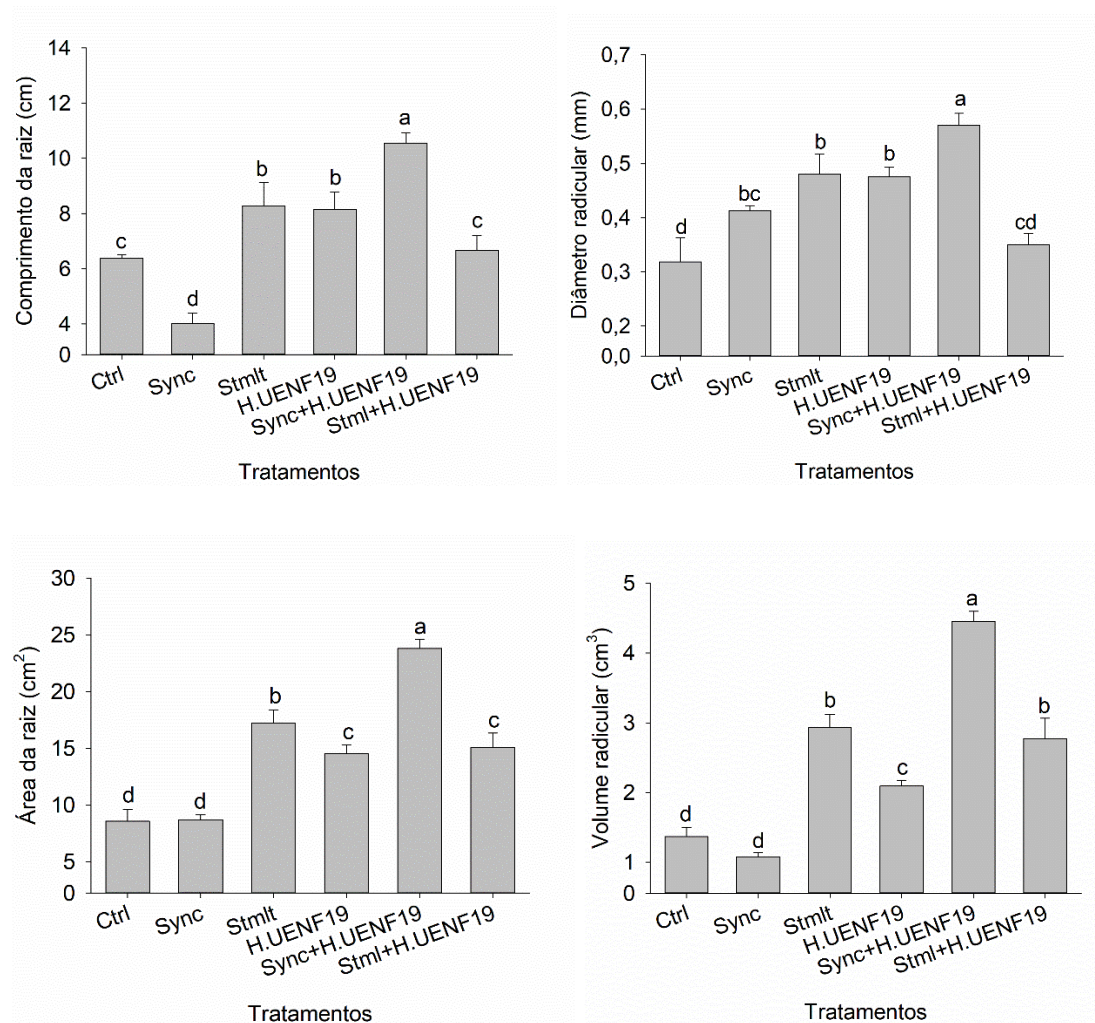 Comprimento da raiz (cm)
14
12
10
8
6
4
0
c
d
b
b
a
c
Ctrl
Sync
Stmlt
H.UENF19
Sync+H.UENF19
Stml+H.UENF19
Tratamentos
Diâmetro radicular (mm)
0,7
0,6
0,5
0,4
0,3
0,2
0,0
d
bc
b
b
a
cd
Ctrl
Sync
Stmlt
H.UENF19
Sync+H.UENF19
Stml+H.UENF19
Tratamentos
Área da raiz (cm²)
30
25
20
15
10
5
0
d
d
b
c
a
c
Ctrl
Sync
Stmlt
H.UENF19
Sync+H.UENF19
Stml+H.UENF19
Tratamentos
Volume radicular (cm³)
5
4
3
2
1
0
d
d
b
c
a
b
Ctrl
Sync
Stmlt
H.UENF19
Sync+H.UENF19
Stml+H.UENF19
Tratamentos